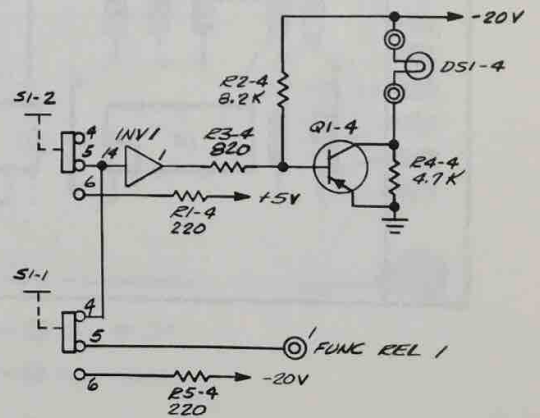 -20V
DS1-4
R2-4
8.2K
S1-2
4
5
6
14
INV1
1
R3-4
820
Q1-4
R4-4
4.7K
R1-4
220
+5V
S1-1
4
5
6
1
FUNC REL 1
R5-4
220
-20V